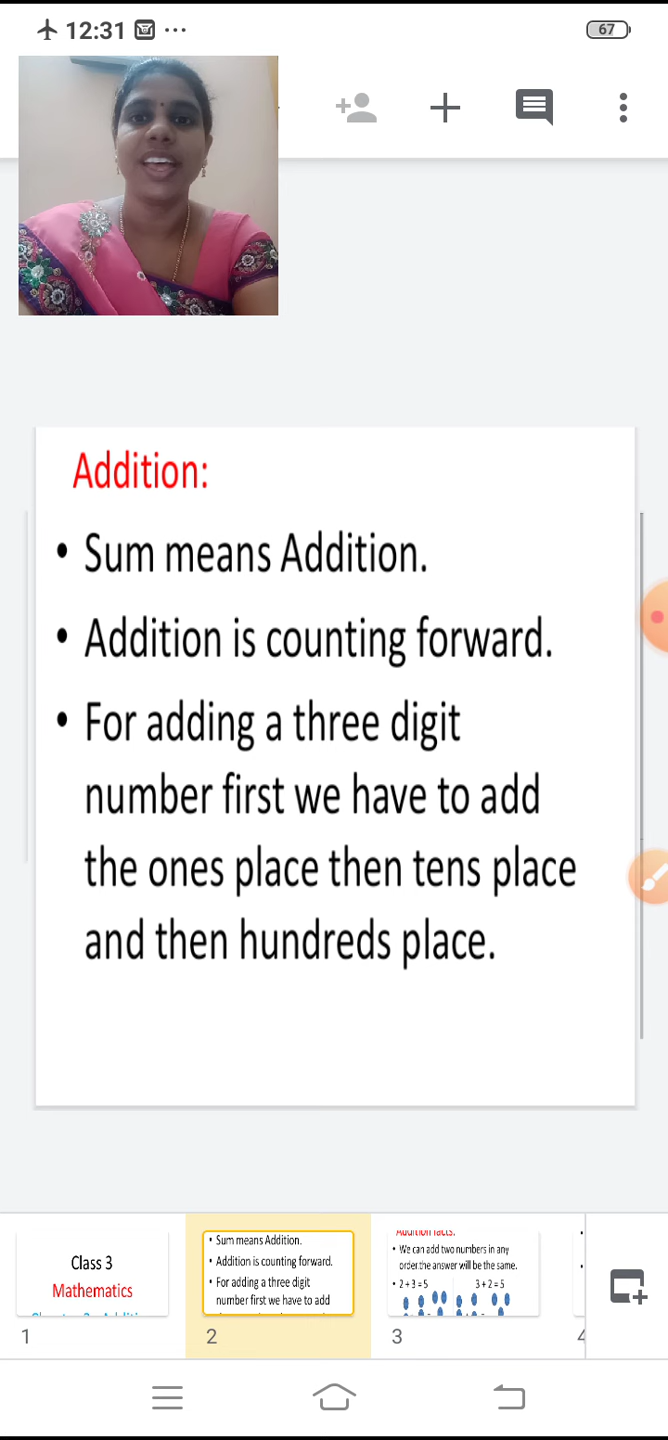 12:31
67
Addition:
• Sum means Addition.
• Addition is counting forward.
• For adding a three digit
number first we have to add
the ones place then tens place
and then hundreds place.
Class 3
Mathematics
1
• Sum means Addition.
• Addition is counting forward.
• For adding a three digit
number first we have to add
2
Addition facts:
• We can add two numbers in any
order the answer will be the same.
• 2+3=5 3+2=5
3
4